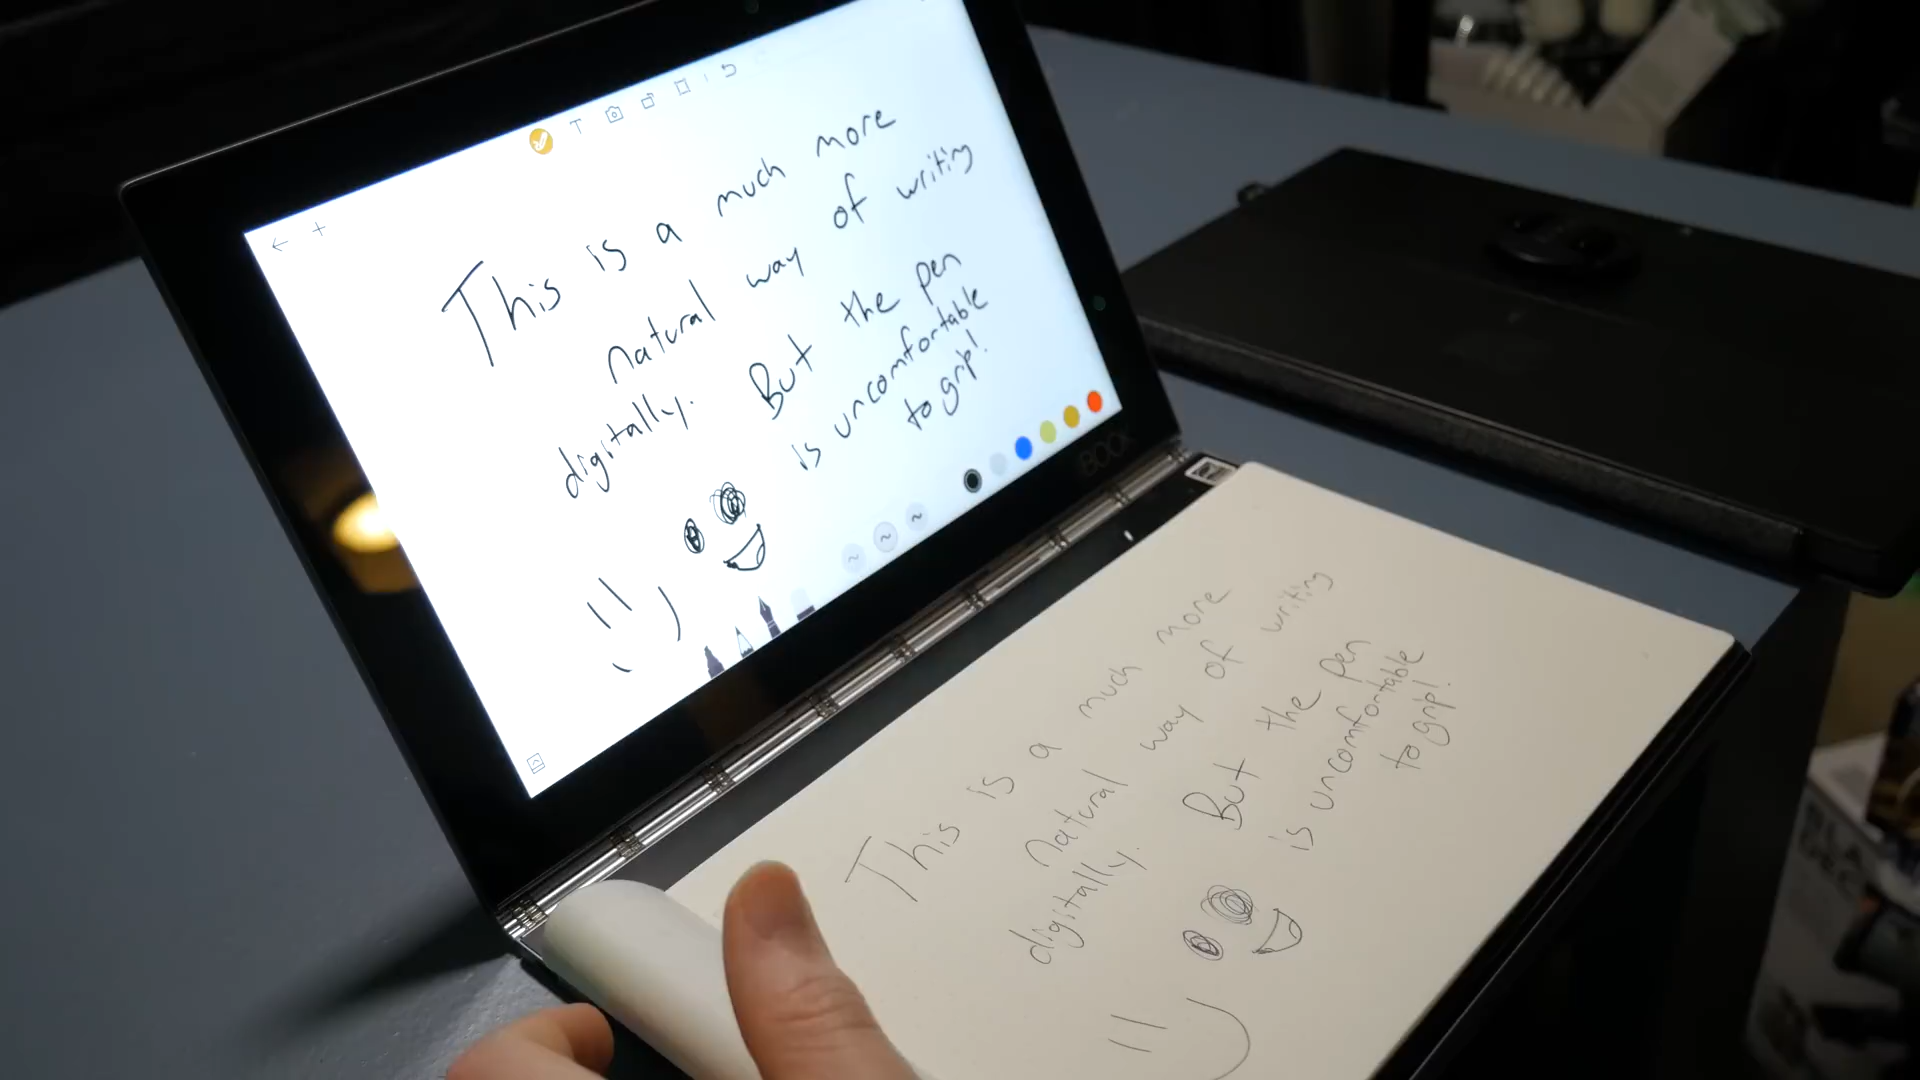 This is a much more
natural way of writing
digitally. But the pen
is uncomfortable
to grip!
BOOK
This is a much more
natural way of writing
digitally. But the pen
is uncomfortable
to grip!